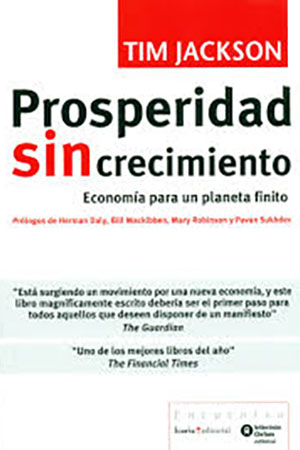 TIM JACKSON
Prosperidad
sin crecimiento
Economía para un planeta finito
Prólogos de Herman Daly, Bill MacKibben, Mary Robinson y Pavan Sukhdev
"Está surgiendo un movimiento por una nueva economía, y este
libro magníficamente escrito debería ser el primer paso para
todos aquellos que deseen disponer de un manifiesto"
The Guardian
"Uno de los mejores libros del año"
The Financial Times
Encuentro
Icaria editorial
Intermón
Oxfam